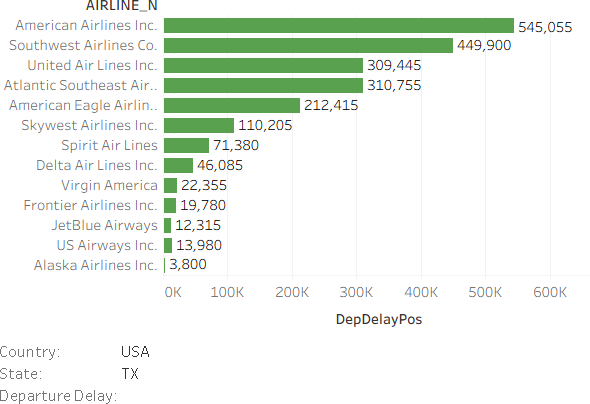 AIRLINE_N
American Airlines Inc. 545,055
Southwest Airlines Co. 449,900
United Air Lines Inc. 309,445
Atlantic Southeast Air.. 310,755
American Eagle Airlin.. 212,415
Skywest Airlines Inc. 110,205
Spirit Air Lines 71,380
Delta Air Lines Inc. 46,085
Virgin America 22,355
Frontier Airlines Inc. 19,780
JetBlue Airways 12,315
US Airways Inc. 13,980
Alaska Airlines Inc. 3,800
0K 100K 200K 300K 400K 500K 600K
DepDelayPos
Country: USA
State: TX
Departure Delay: